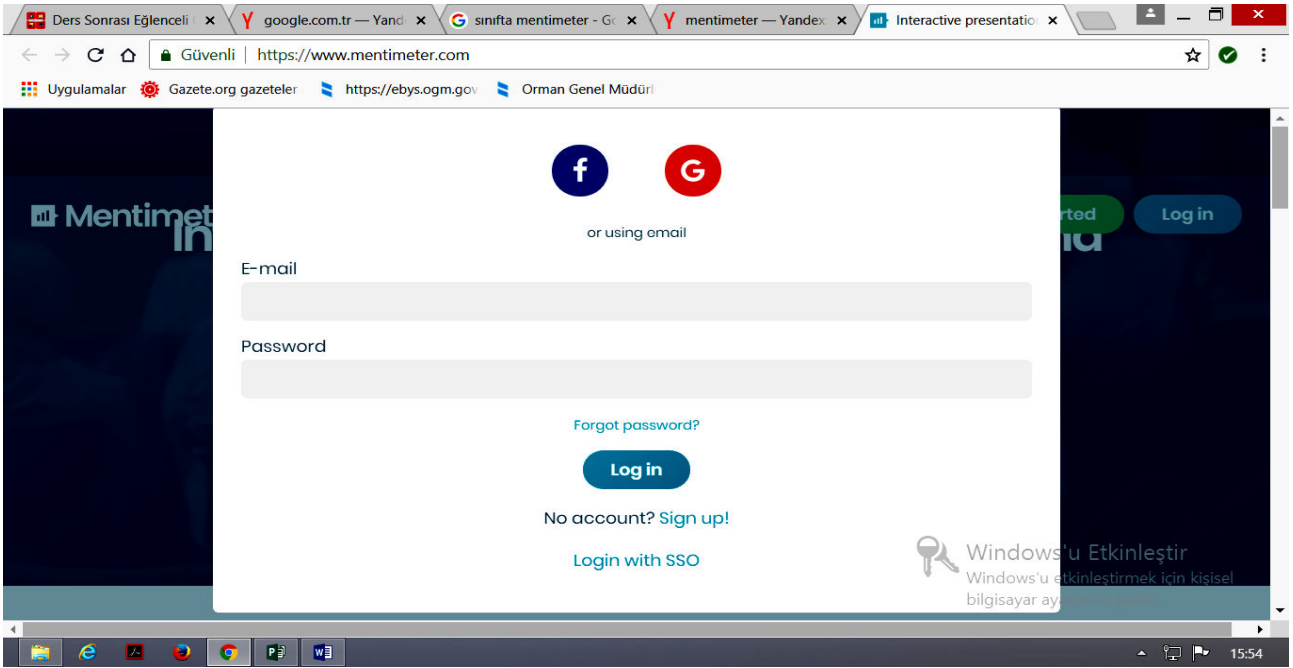 Ders Sonrası Eğlenceli
google.com.tr — Yand
sınıfta mentimeter - Go
mentimeter — Yandex
Interactive presentatio
Güvenli
https://www.mentimeter.com
Uygulamalar
Gazete.org gazeteler
https://ebys.ogm.gov
Orman Genel Müdürl
f
G
Mentimet
In
rted
Log in
or using email
E-mail
Password
Forgot password?
Log in
No account? Sign up!
Login with SSO
Windows'u Etkinleştir
Windows'u etkinleştirmek için kişisel
bilgisayar
15:54